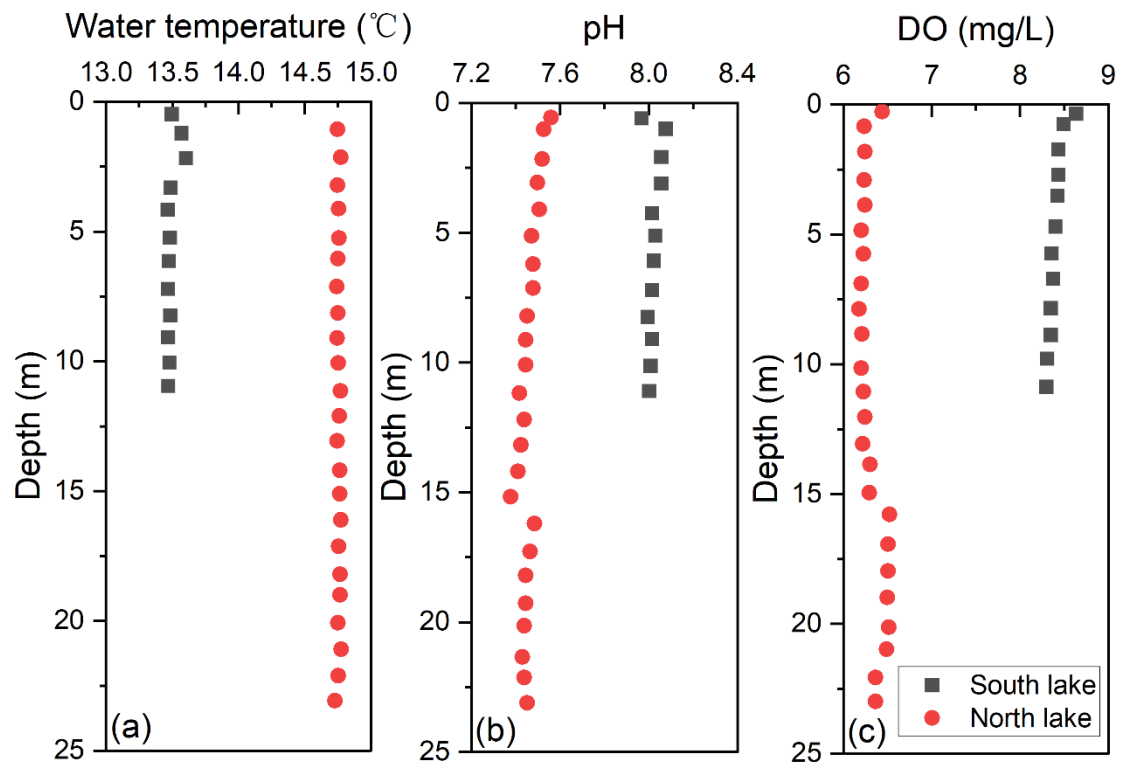 Water temperature (℃) pH DO (mg/L)
13.0 13.5 14.0 14.5 15.0 7.2 7.6 8.0 8.4 6 7 8 9
0 0 0
5 5 5
10 10 10
15 15 15
20 20 20
25 25 25
Depth (m) Depth (m) Depth (m)
South lake
North lake
(a) (b) (c)